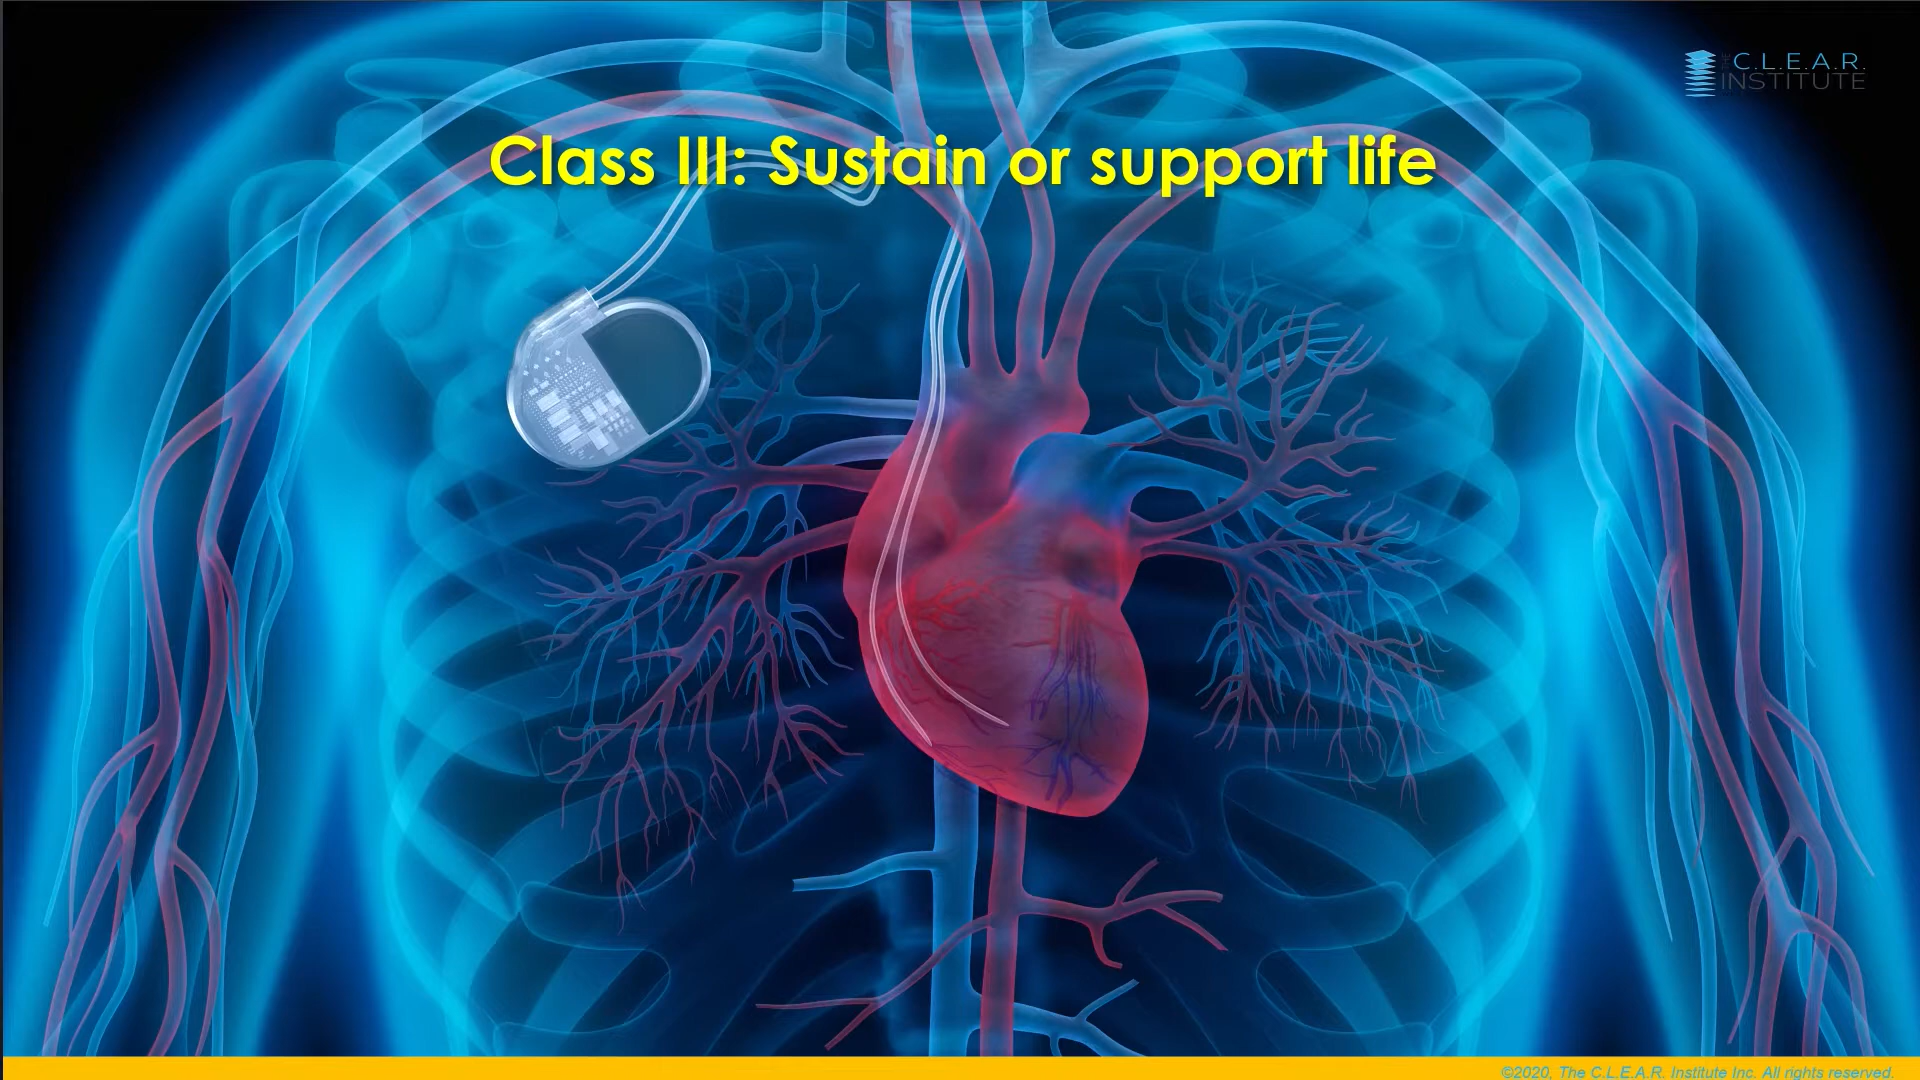 C.L.E.A.R.
INSTITUTE
Class III: Sustain or support life
©2020, The C.L.E.A.R. Institute Inc. All rights reserved.